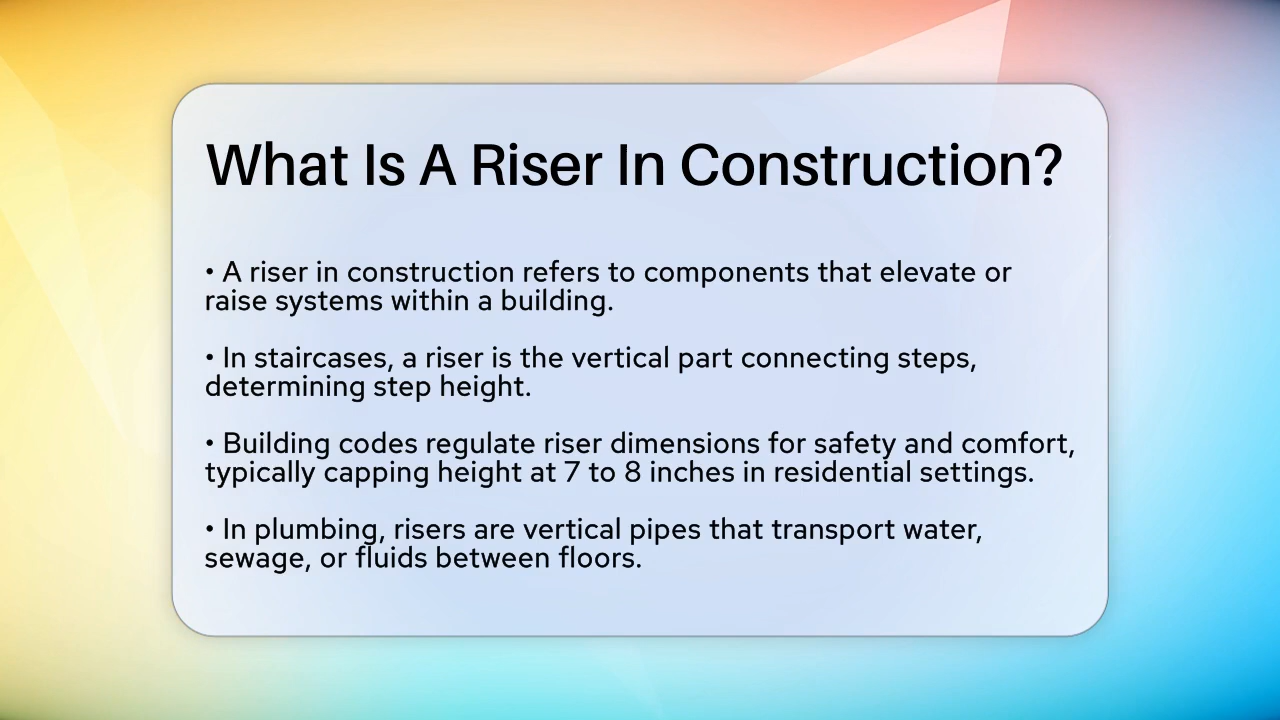 What Is A Riser In Construction?
• A riser in construction refers to components that elevate or
raise systems within a building.
• In staircases, a riser is the vertical part connecting steps,
determining step height.
• Building codes regulate riser dimensions for safety and comfort,
typically capping height at 7 to 8 inches in residential settings.
• In plumbing, risers are vertical pipes that transport water,
sewage, or fluids between floors.